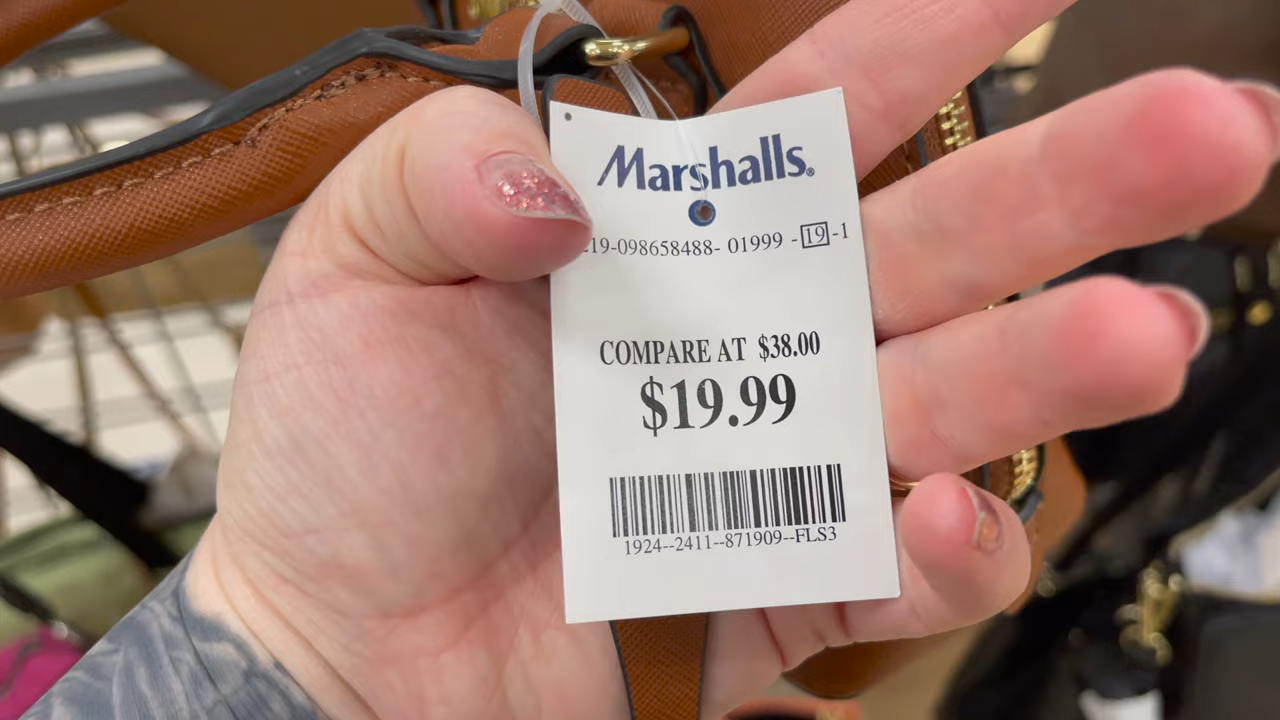 Marshalls®
19-098658488- 01999 -19-1
COMPARE AT $38.00
$19.99
1924--2411--871909--FLS3